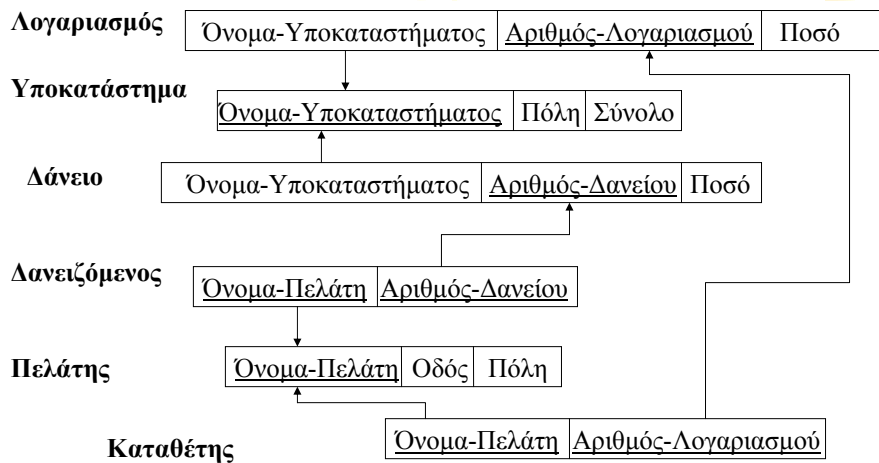 Λογαριασμός Όνομα-Υποκαταστήματος Αριθμός-Λογαριασμού Ποσό
Υποκατάστημα
Όνομα-Υποκαταστήματος Πόλη Σύνολο
Δάνειο Όνομα-Υποκαταστήματος Αριθμός-Δανείου Ποσό
Δανειζόμενος Όνομα-Πελάτη Αριθμός-Δανείου
Πελάτης Όνομα-Πελάτη Οδός Πόλη
Καταθέτης Όνομα-Πελάτη Αριθμός-Λογαριασμού